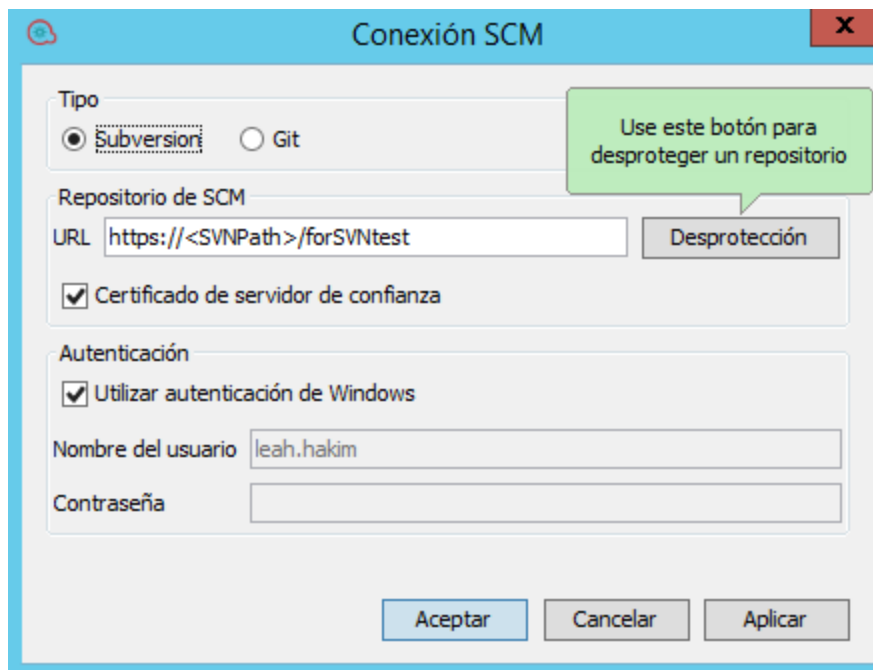 Conexión SCM
x
Tipo
Subversion
Git
Use este botón para
desproteger un repositorio
Repositorio de SCM
URL https://<SVNPath>/forSVNtest
Desprotección
Certificado de servidor de confianza
Autenticación
Utilizar autenticación de Windows
Nombre del usuario leah.hakim
Contraseña
Aceptar
Cancelar
Aplicar